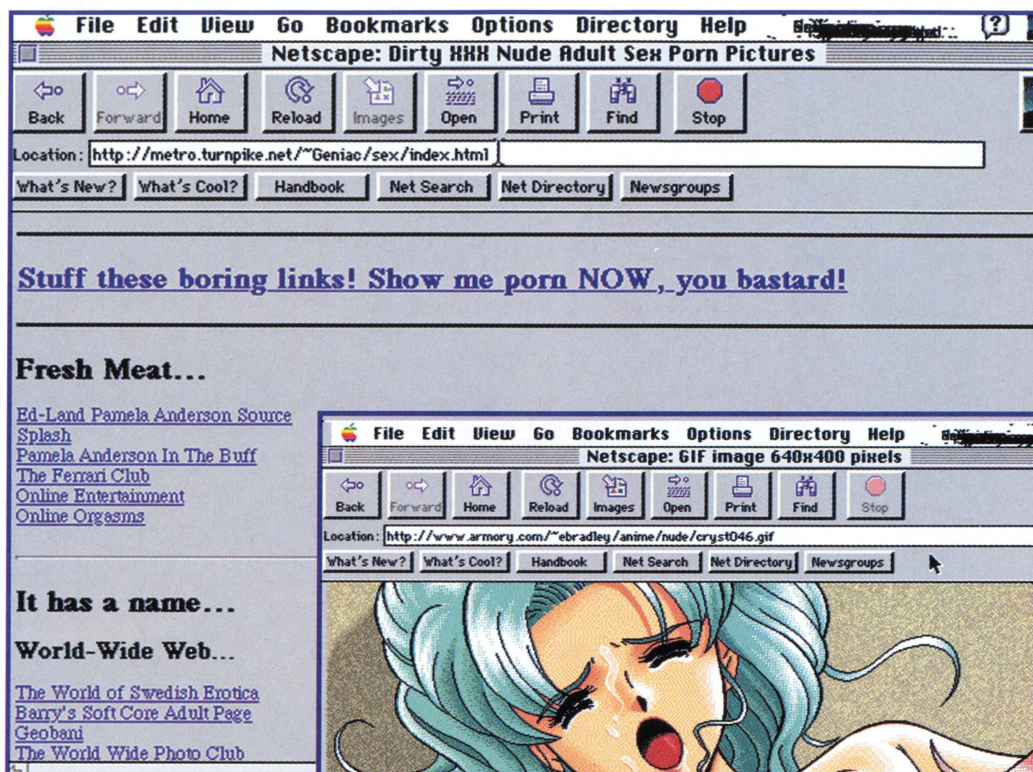 File Edit View Go Bookmarks Options Directory Help
Netscape: Dirty XXX Nude Adult Sex Porn Pictures
Back Forward Home Reload Images Open Print Find Stop
Location: http://metro.turnpike.net/~Geniac/sex/index.html
What's New? What's Cool? Handbook Net Search Net Directory Newsgroups
Stuff these boring links! Show me porn NOW, you bastard!
Fresh Meat...
Ed-Land Pamela Anderson Source
Splash
Pamela Anderson In The Buff
The Ferrari Club
Online Entertainment
Online Orgasms
It has a name...
World-Wide Web...
The World of Swedish Erotica
Barry's Soft Core Adult Page
Geobani
The World Wide Photo Club
File Edit View Go Bookmarks Options Directory Help
Netscape: GIF image 640x400 pixels
Back Forward Home Reload Images Open Print Find Stop
Location: http://www.armory.com/~ebradley/anime/nude/cryst046.gif
What's New? What's Cool? Handbook Net Search Net Directory Newsgroups